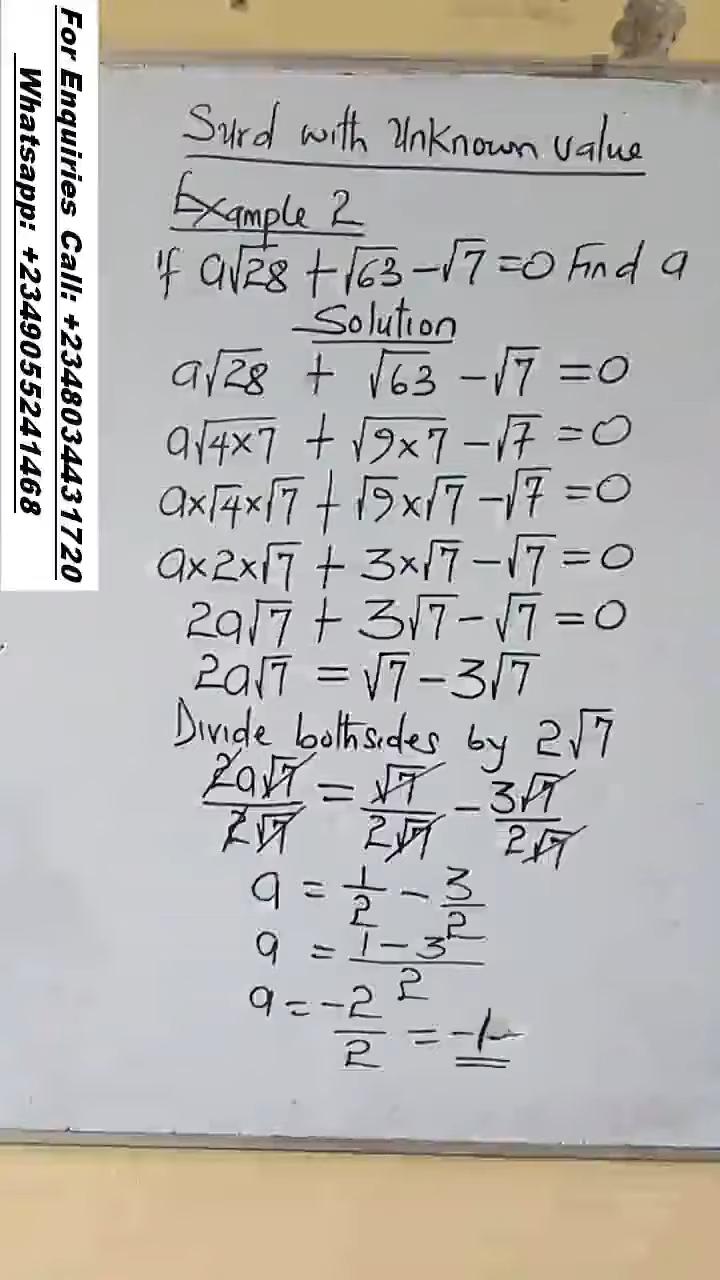 For Enquiries Call: +2348034431720
Whatsapp: +2349055241468
Surd with Unknown value
Example 2
If a√28 + √63 - √7 = 0 Find a
Solution
a√28 + √63 - √7 = 0
a√4×7 + √9×7 - √7 = 0
a×√4×√7 + √9×√7 - √7 = 0
a×2×√7 + 3×√7 - √7 = 0
2a√7 + 3√7 - √7 = 0
2a√7 = √7 - 3√7
Divide both sides by 2√7
2a√7/2√7 = √7/2√7 - 3√7/2√7
a = 1/2 - 3/2
a = 1-3/2
a = -2/2 = -1